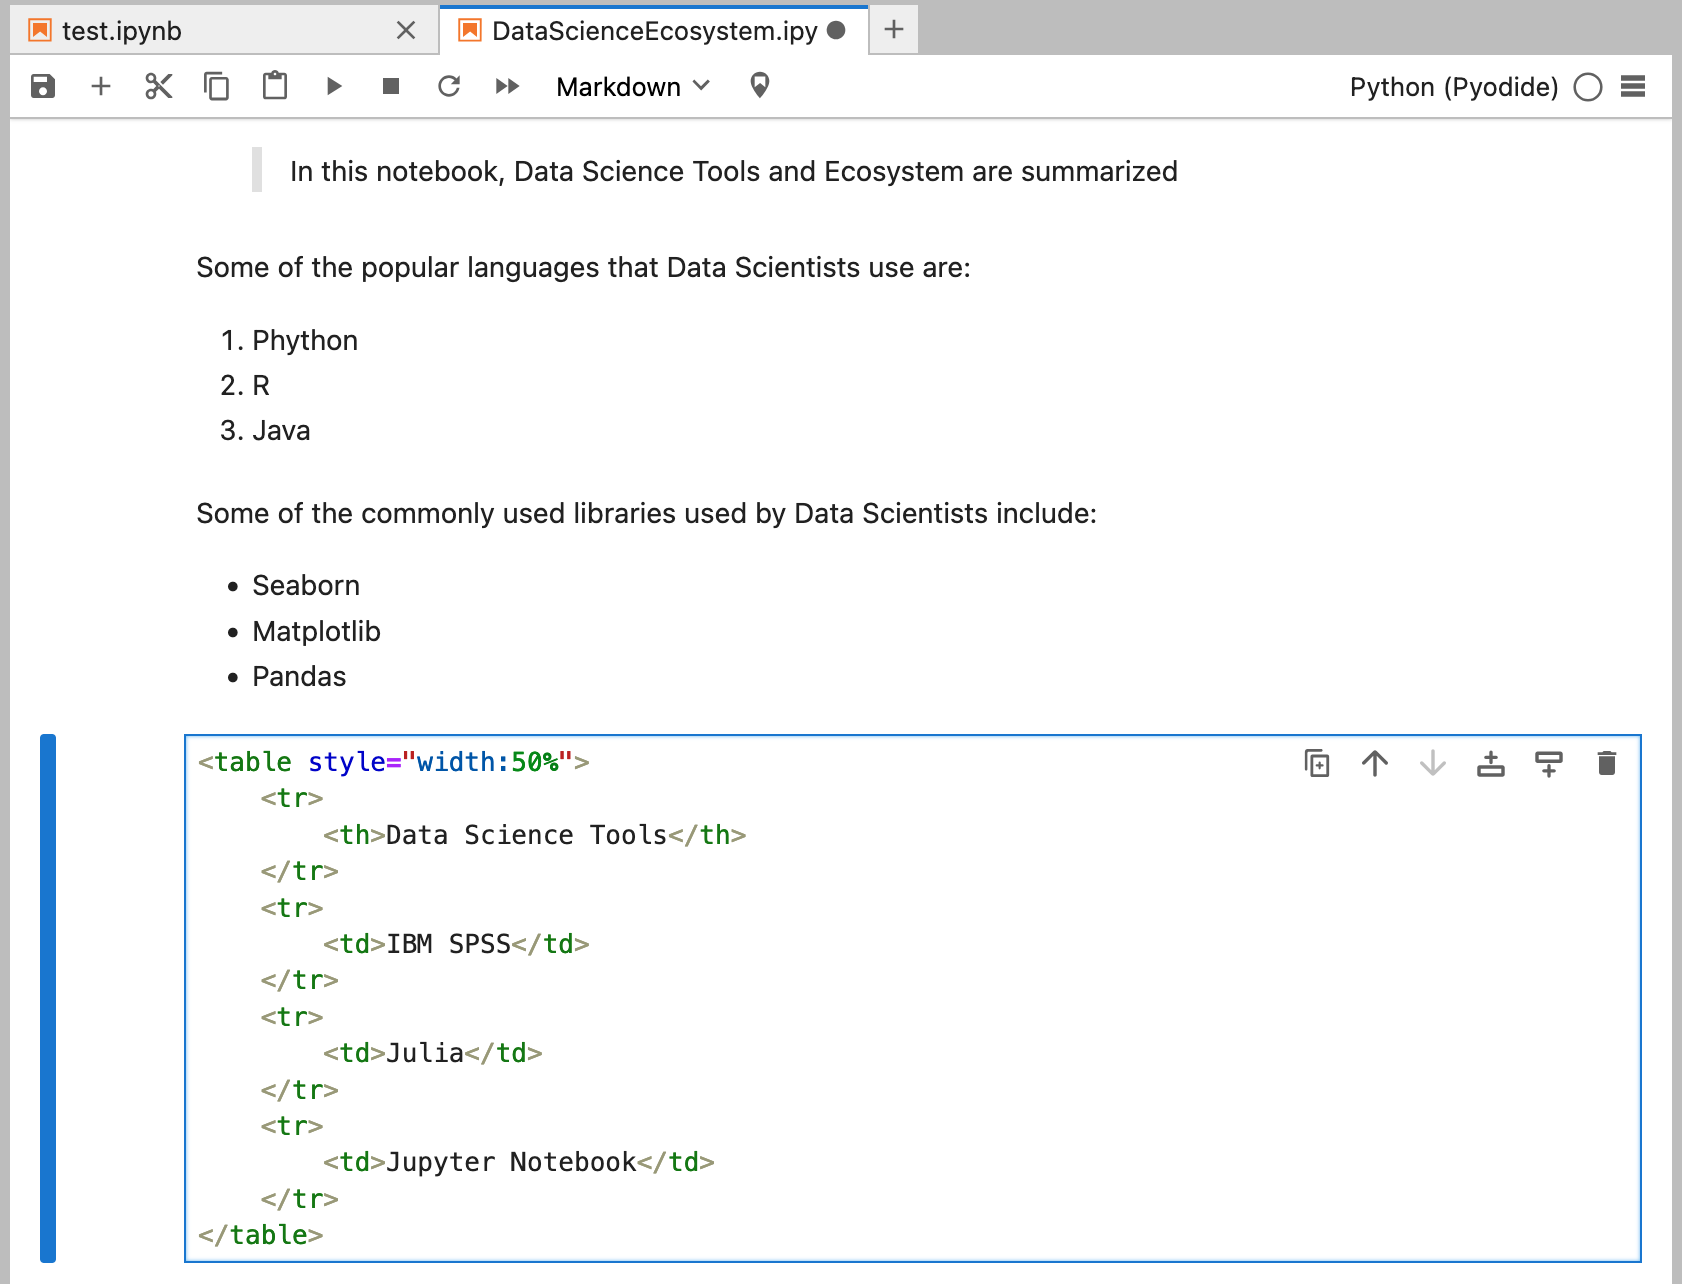 test.ipynb
DataScienceEcosystem.ipy
Markdown
Python (Pyodide)
In this notebook, Data Science Tools and Ecosystem are summarized
Some of the popular languages that Data Scientists use are:
1. Phython
2. R
3. Java
Some of the commonly used libraries used by Data Scientists include:
• Seaborn
• Matplotlib
• Pandas
<table style="width:50%">
    <tr>
        <th>Data Science Tools</th>
    </tr>
    <tr>
        <td>IBM SPSS</td>
    </tr>
    <tr>
        <td>Julia</td>
    </tr>
    <tr>
        <td>Jupyter Notebook</td>
    </tr>
</table>